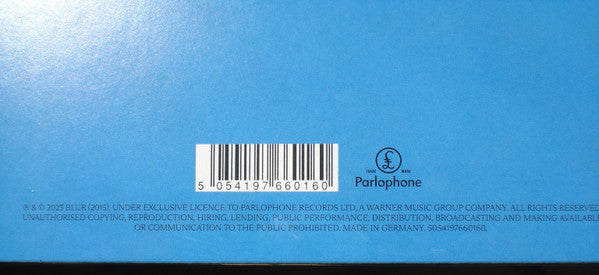 £
TRADE MARK
Parlophone
5 054197 660160
℗ & © 2023 BLUR (2015), UNDER EXCLUSIVE LICENCE TO PARLOPHONE RECORDS LTD, A WARNER MUSIC GROUP COMPANY. ALL RIGHTS RESERVED
UNAUTHORISED COPYING, REPRODUCTION, HIRING, LENDING, PUBLIC PERFORMANCE, DISTRIBUTION, BROADCASTING AND MAKING AVAILABLE
OR COMMUNICATION TO THE PUBLIC PROHIBITED. MADE IN GERMANY. 5054197660160.